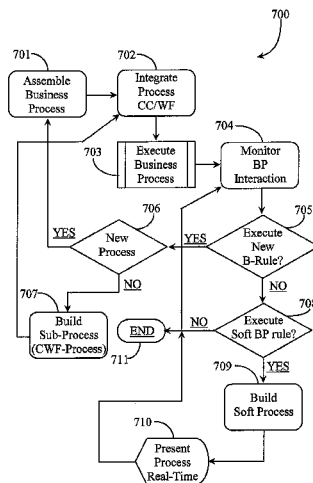 700
701
702
Assemble
Business
Process
Integrate
Process
CC/WF
704
703
Execute
Business
Process
Monitor
BP
Interaction
706
705
New
Process
YES
YES
Execute
New
B-Rule?
NO
NO
707
708
Build
Sub-Process
(CWF-Process)
END
NO
Execute
Soft BP
rule?
711
709
YES
710
Build
Soft Process
Present
Process
Real-Time